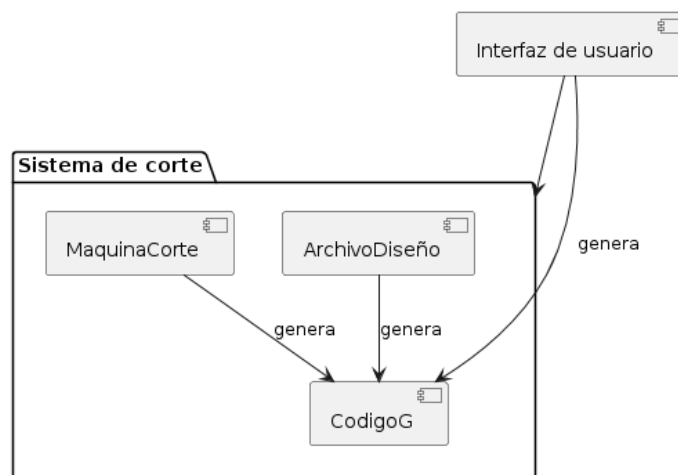 Interfaz de usuario
Sistema de corte
MaquinaCorte
ArchivoDiseño
genera
genera
genera
CodigoG